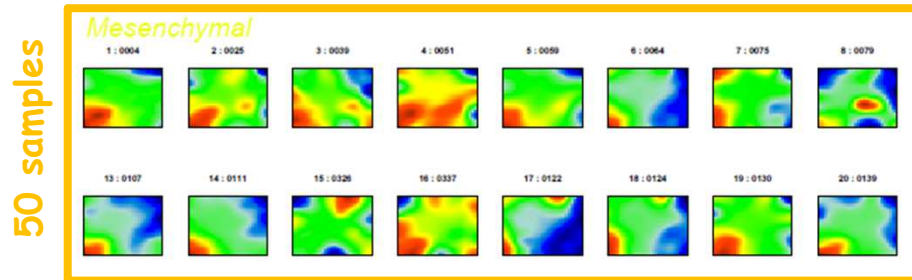 50 samples
Mesenchymal
1 : 0004
2 : 0025
3 : 0039
4 : 0051
5 : 0059
6 : 0064
7 : 0075
8 : 0079
13 : 0107
14 : 0111
15 : 0326
16 : 0337
17 : 0122
18 : 0124
19 : 0130
20 : 0139